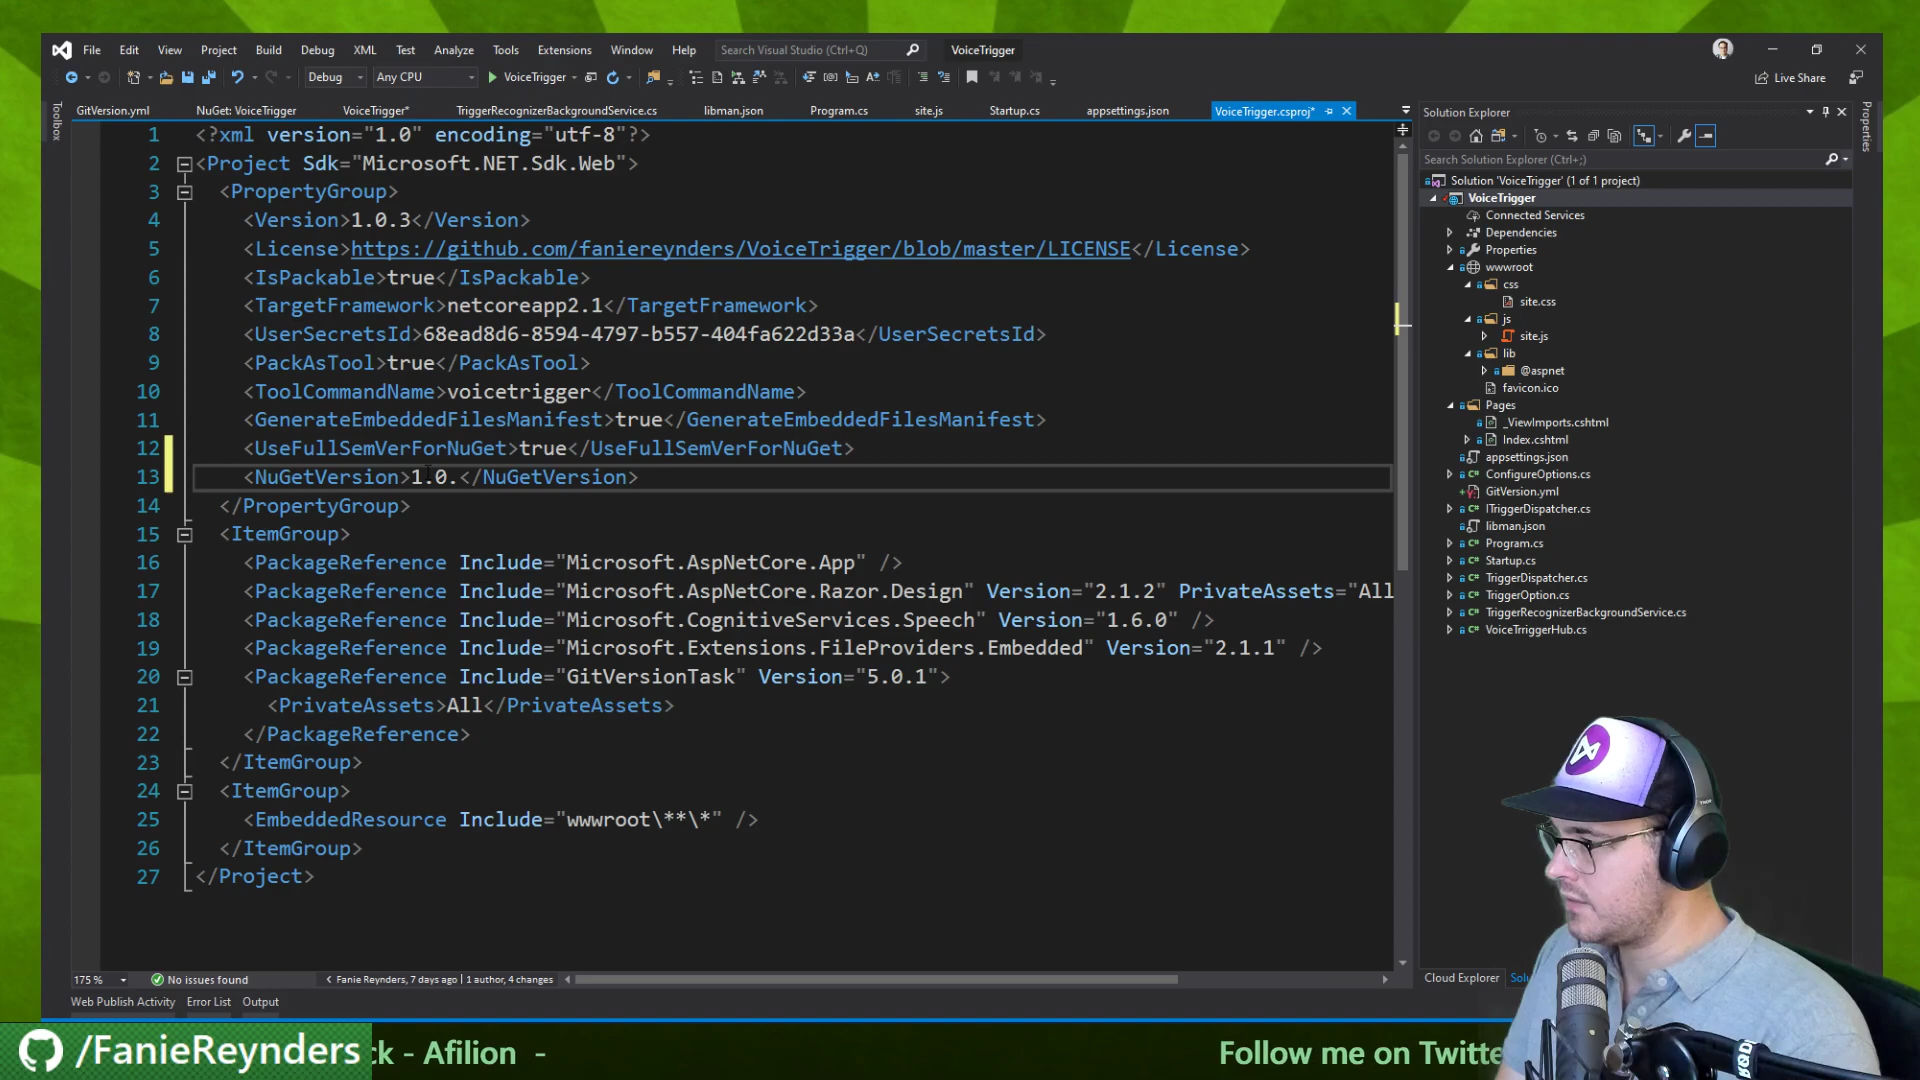 File Edit View Project Build Debug XML Test Analyze Tools Extensions Window Help Search Visual Studio (Ctrl+Q) VoiceTrigger
Debug Any CPU VoiceTrigger Live Share
GitVersion.yml NuGet: VoiceTrigger VoiceTrigger* TriggerRecognizerBackgroundService.cs libman.json Program.cs site.js Startup.cs appsettings.json VoiceTrigger.csproj*
Toolbox
1 <?xml version="1.0" encoding="utf-8"?>
2 <Project Sdk="Microsoft.NET.Sdk.Web">
3 <PropertyGroup>
4 <Version>1.0.3</Version>
5 <License>https://github.com/faniereynders/VoiceTrigger/blob/master/LICENSE</License>
6 <IsPackable>true</IsPackable>
7 <TargetFramework>netcoreapp2.1</TargetFramework>
8 <UserSecretsId>68ead8d6-8594-4797-b557-404fa622d33a</UserSecretsId>
9 <PackAsTool>true</PackAsTool>
10 <ToolCommandName>voicetrigger</ToolCommandName>
11 <GenerateEmbeddedFilesManifest>true</GenerateEmbeddedFilesManifest>
12 <UseFullSemVerForNuGet>true</UseFullSemVerForNuGet>
13 <NuGetVersion>1.0.</NuGetVersion>
14 </PropertyGroup>
15 <ItemGroup>
16 <PackageReference Include="Microsoft.AspNetCore.App" />
17 <PackageReference Include="Microsoft.AspNetCore.Razor.Design" Version="2.1.2" PrivateAssets="All
18 <PackageReference Include="Microsoft.CognitiveServices.Speech" Version="1.6.0" />
19 <PackageReference Include="Microsoft.Extensions.FileProviders.Embedded" Version="2.1.1" />
20 <PackageReference Include="GitVersionTask" Version="5.0.1">
21 <PrivateAssets>All</PrivateAssets>
22 </PackageReference>
23 </ItemGroup>
24 <ItemGroup>
25 <EmbeddedResource Include="wwwroot\**\*" />
26 </ItemGroup>
27 </Project>
175 % No issues found Fanie Reynders, 7 days ago | 1 author, 4 changes
Web Publish Activity Error List Output
Solution Explorer
Search Solution Explorer (Ctrl+;)
Solution 'VoiceTrigger' (1 of 1 project)
VoiceTrigger
Connected Services
Dependencies
Properties
wwwroot
css
site.css
js
site.js
lib
@aspnet
favicon.ico
Pages
_ViewImports.cshtml
Index.cshtml
appsettings.json
ConfigureOptions.cs
GitVersion.yml
ITriggerDispatcher.cs
libman.json
Program.cs
Startup.cs
TriggerDispatcher.cs
TriggerOption.cs
TriggerRecognizerBackgroundService.cs
VoiceTrriggerHub.cs
Cloud Explorer Solu
Properties
/FanieReynders ck - Afilion - Follow me on Twitte